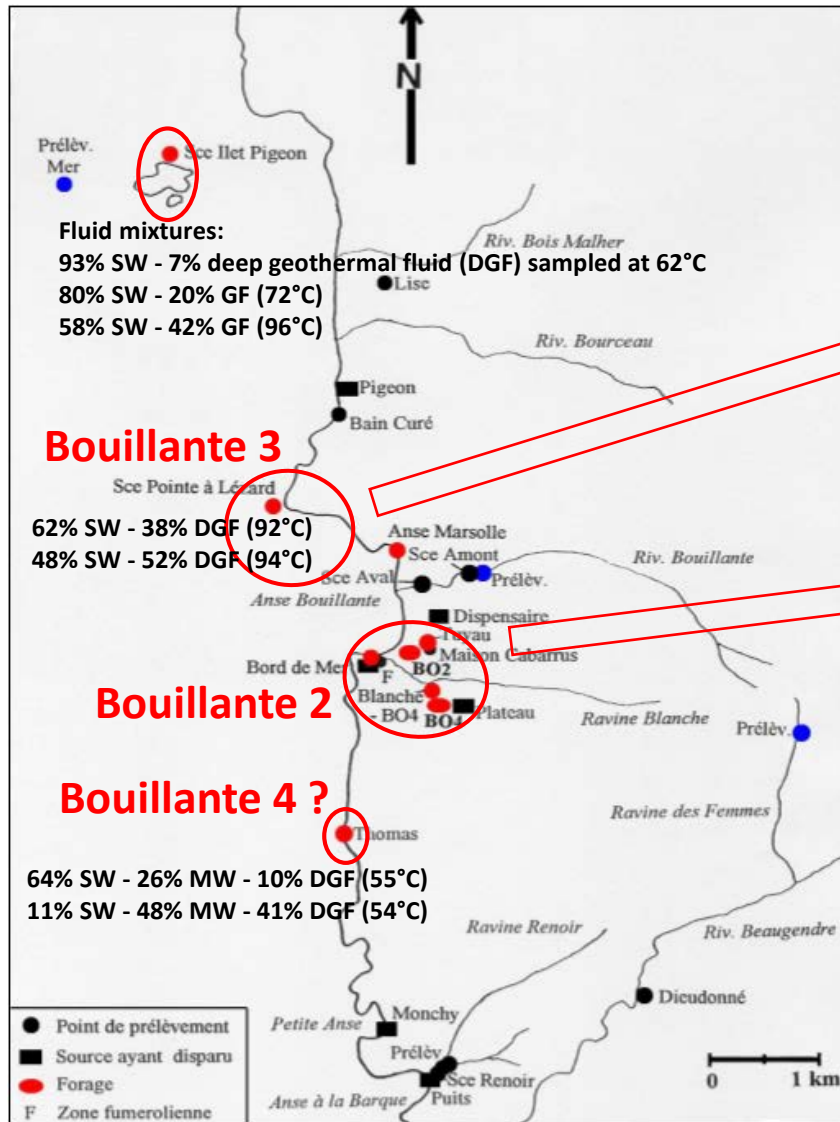 N
Prélèv.
Mer
Sce Ilet Pigeon
Fluid mixtures:
93% SW - 7% deep geothermal fluid (DGF) sampled at 62°C
80% SW - 20% GF (72°C)
58% SW - 42% GF (96°C)
Riv. Bois Malher
Lise
Riv. Bourceau
Pigeon
Bain Curé
Bouillante 3
Sce Pointe à Lézard
62% SW - 38% DGF (92°C)
48% SW - 52% DGF (94°C)
Anse Marsolle
Sce Amont
Sce Aval
Prélèv.
Riv. Bouillante
Anse Bouillante
Dispensaire
Tuyau
Maison Cabarrus
Bord de Mer
F
BO2
Bouillante 2
Blanche
- BO4
BO4
Plateau
Ravine Blanche
Prélèv.
Bouillante 4 ?
Thomas
Ravine des Femmes
64% SW - 26% MW - 10% DGF (55°C)
11% SW - 48% MW - 41% DGF (54°C)
Ravine Renoir
Riv. Beaugendre
Dieudonné
Monchy
Petite Anse
Prélèv.
Sce Renoir
Puits
Anse à la Barque
Point de prélèvement
Source ayant disparu
Forage
F Zone fumerolienne
0 1 km